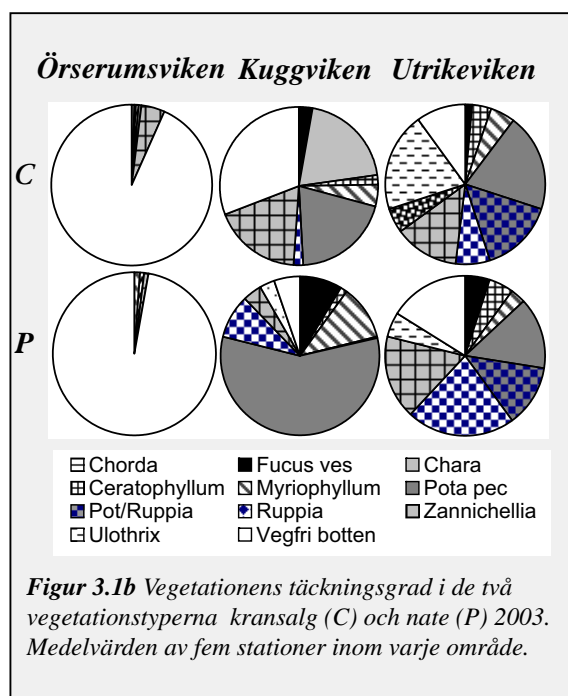 Örserumsviken Kuggviken Utrikeviken
C
P
Chorda Fucus ves Chara
Ceratophyllum Myriophyllum Pota pec
Pot/Ruppia Ruppia Zannichellia
Ulothrix Vegfri botten
Figur 3.1b Vegetationens täckningsgrad i de två
vegetationstyperna kransalg (C) och nate (P) 2003.
Medelvärden av fem stationer inom varje område.